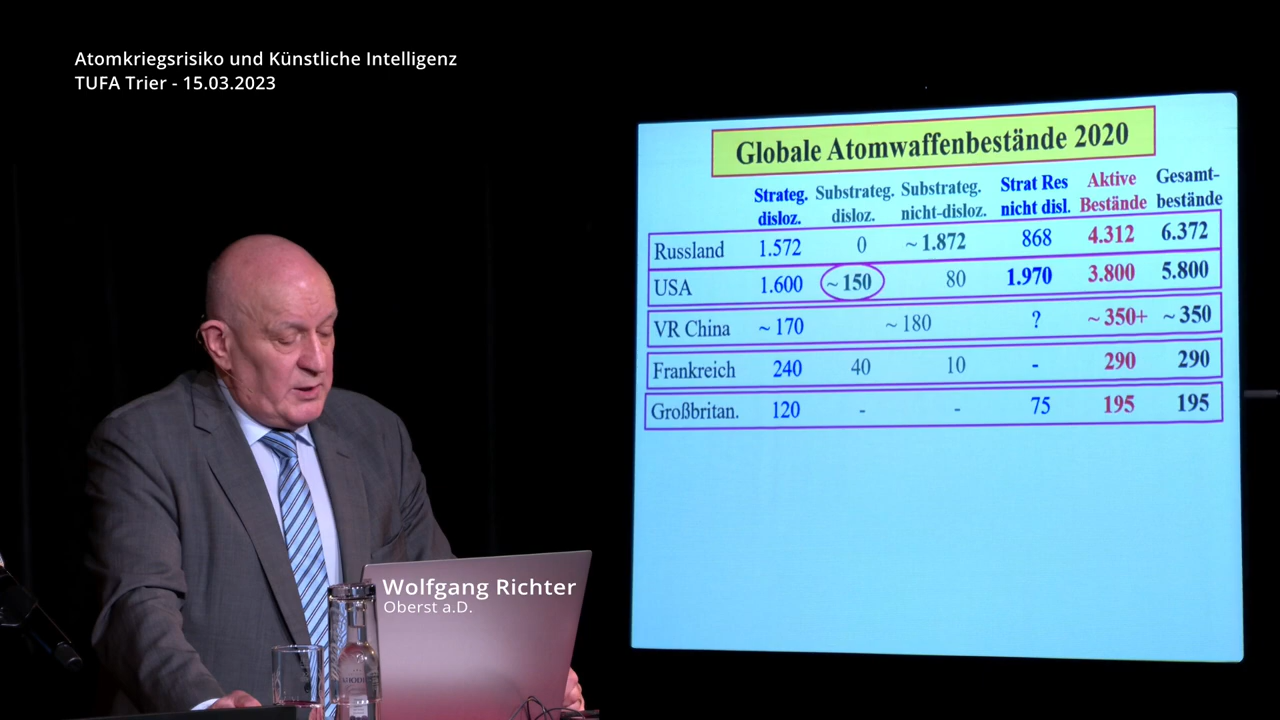 Atomkriegsrisiko und Künstliche Intelligenz
TUFA Trier - 15.03.2023
Globale Atomwaffenbestände 2020
Strateg. Substrateg. Substrateg. Strat Res Aktive Gesamt-
disloz. disloz. nicht-disloz. nicht disl. Bestände bestände
Russland 1.572 0 ~ 1.872 868 4.312 6.372
USA 1.600 ~ 150 80 1.970 3.800 5.800
VR China ~ 170 ~ 180 ? ~ 350+ ~ 350
Frankreich 240 40 10 - 290 290
Großbritan. 120 - - 75 195 195
Wolfgang Richter
Oberst a.D.